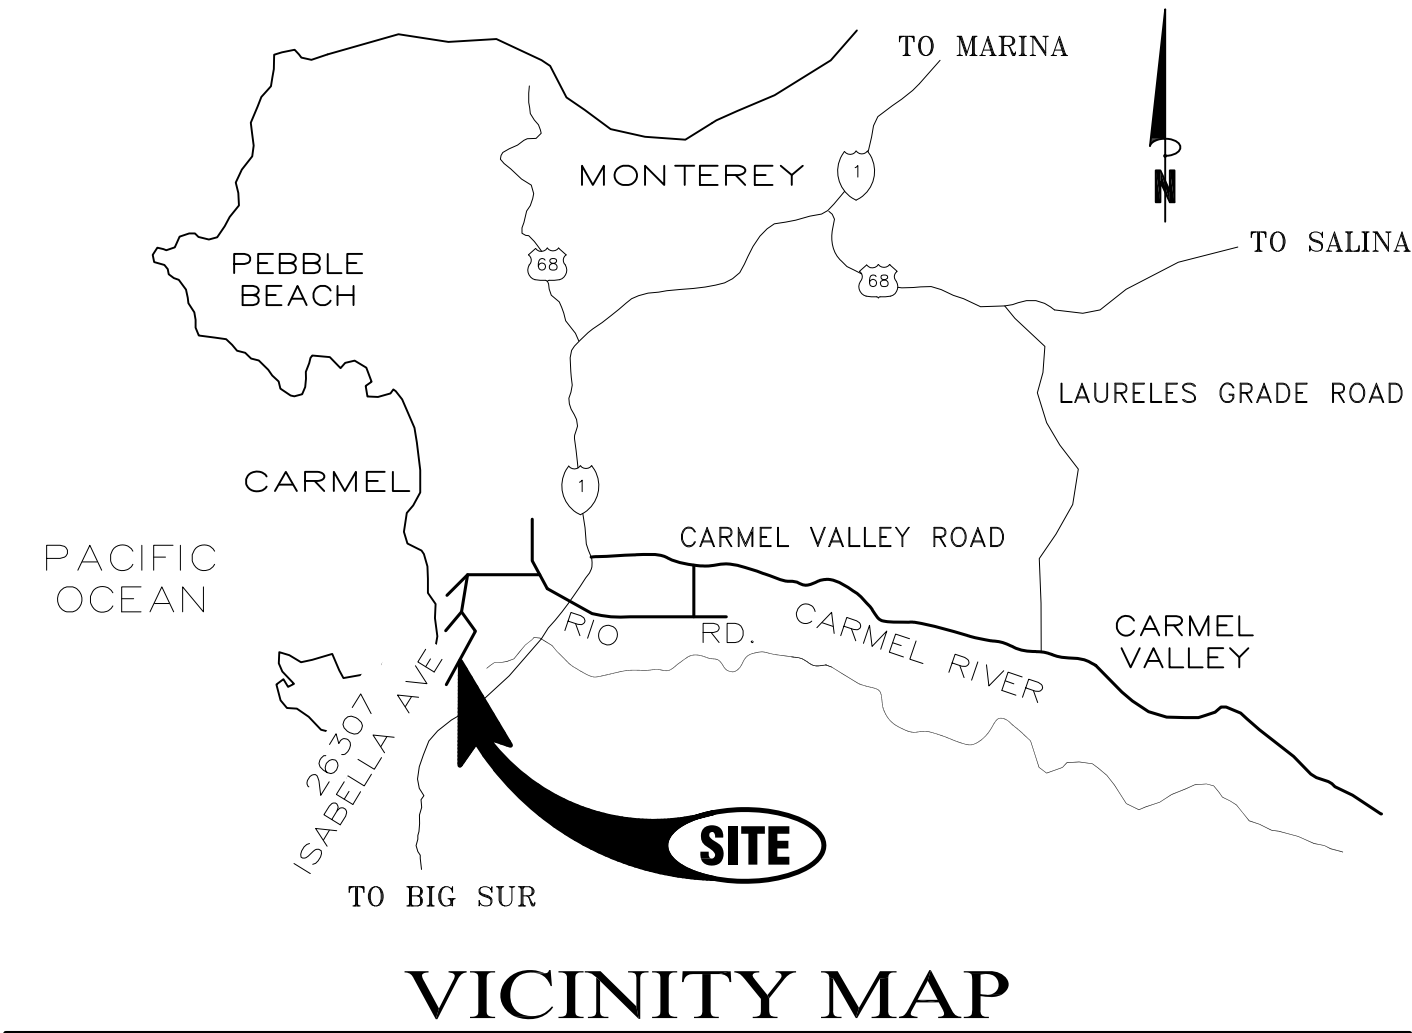 TO MARINA
1
MONTEREY
N
TO SALINA
PEBBLE
BEACH
68
68
LAURELES GRADE ROAD
CARMEL
1
CARMEL VALLEY ROAD
PACIFIC
OCEAN
RIO RD.
CARMEL RIVER
CARMEL
VALLEY
26307
ISABELLA AVE
SITE
TO BIG SUR
VICINITY MAP